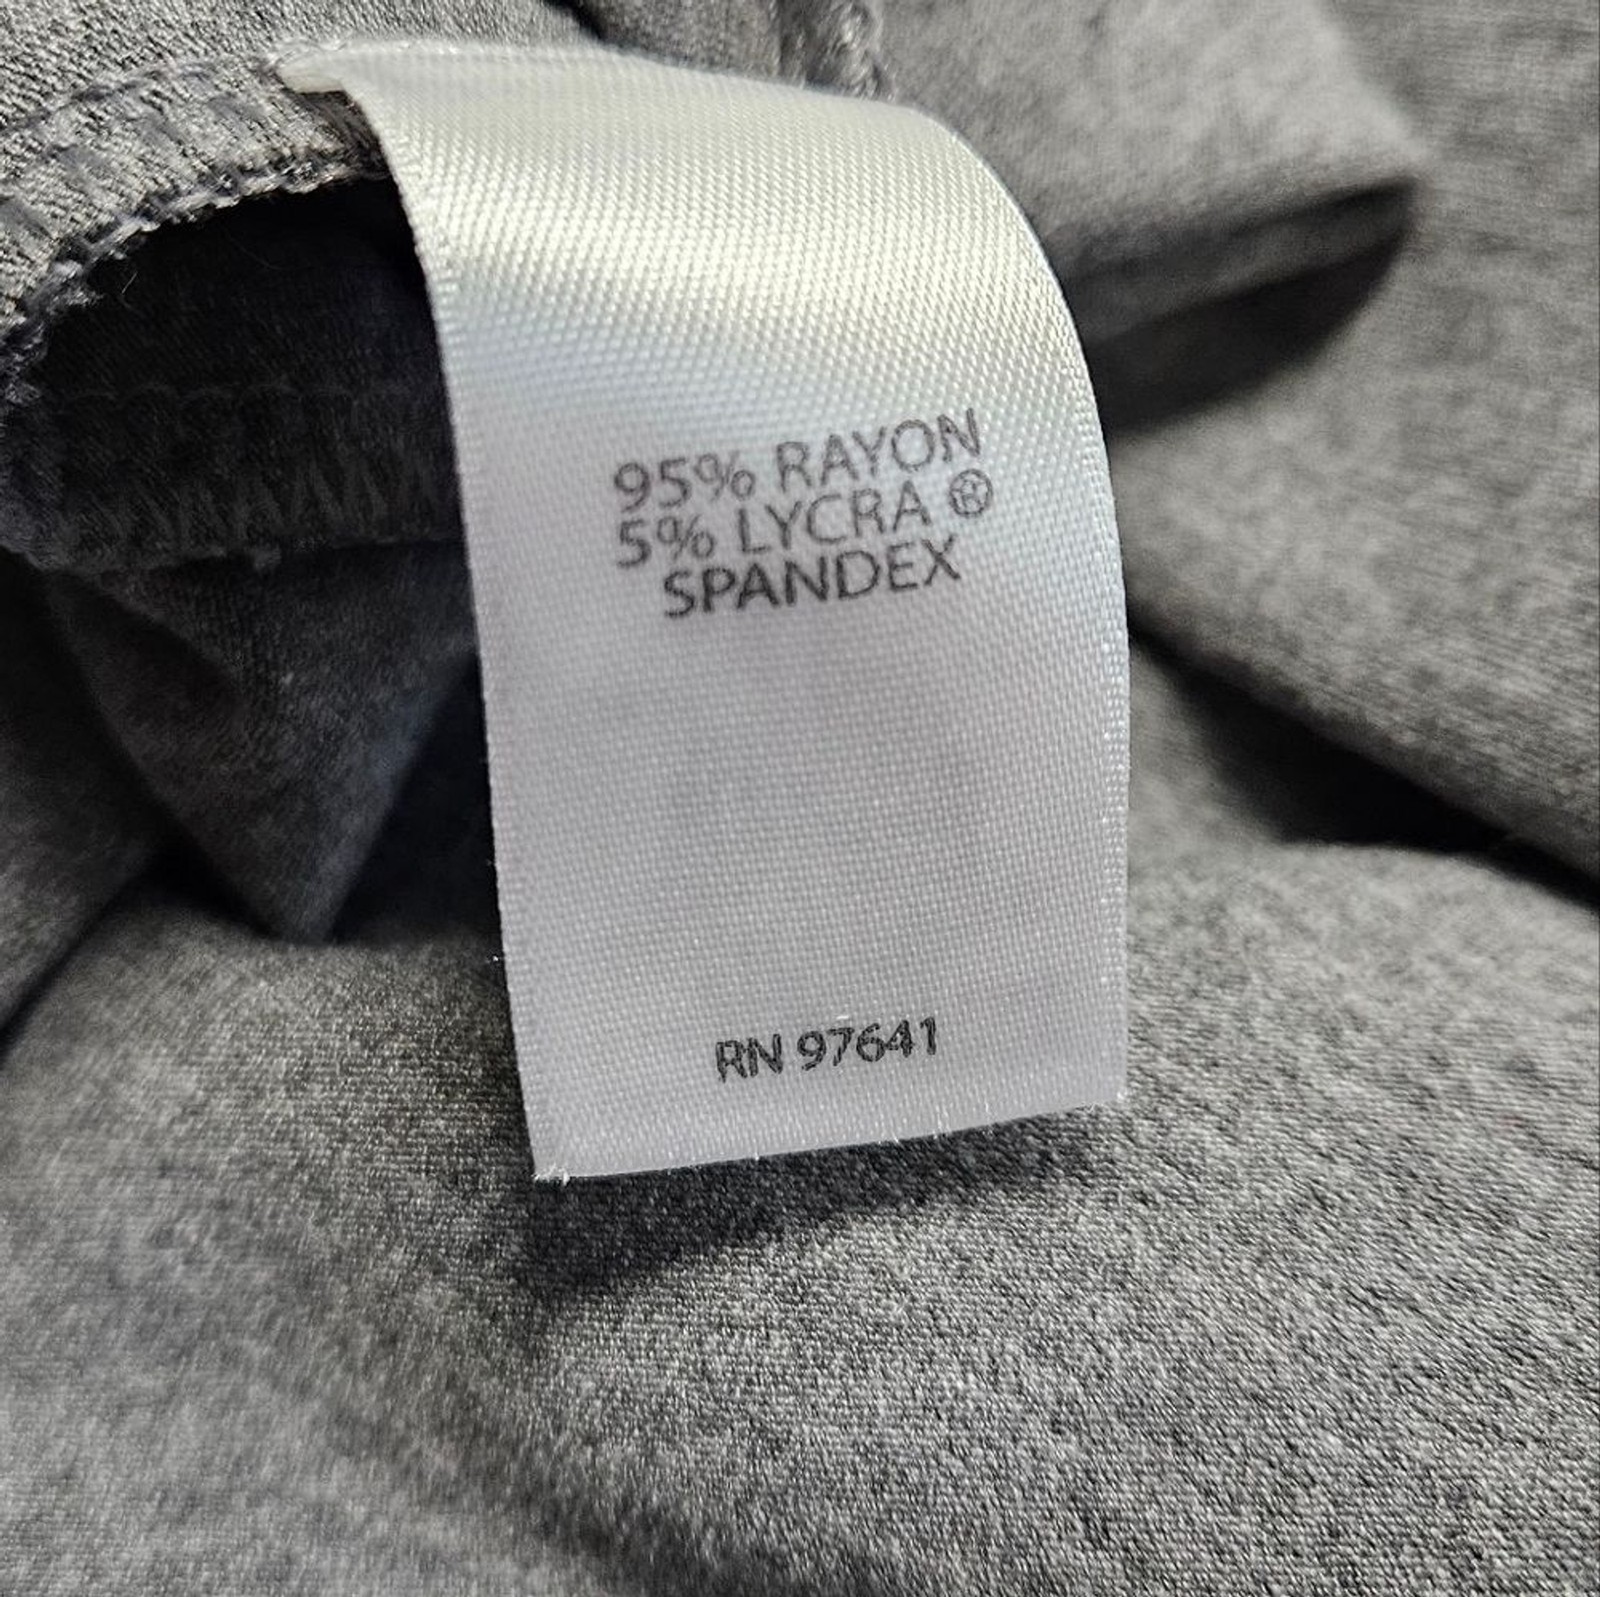 95% RAYON
5% LYCRA ®
SPANDEX
RN 97641